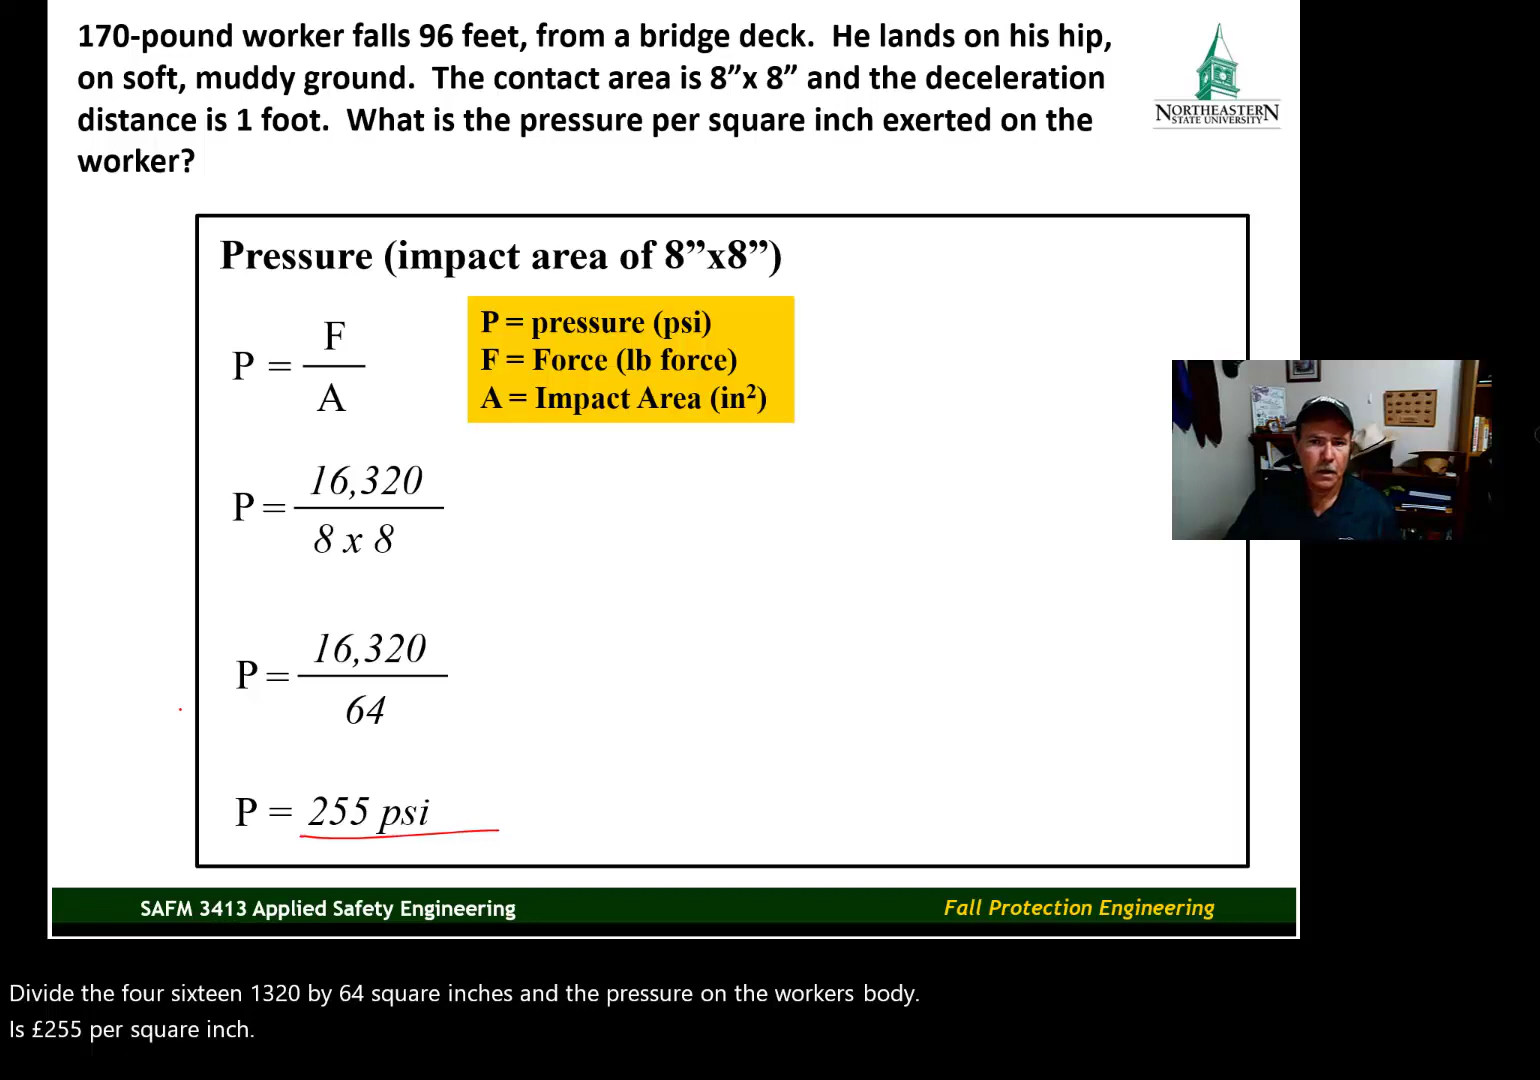 170-pound worker falls 96 feet, from a bridge deck.  He lands on his hip,
on soft, muddy ground.  The contact area is 8”x 8” and the deceleration
distance is 1 foot.  What is the pressure per square inch exerted on the
worker?
NORTHEASTERN
STATE UNIVERSITY
Pressure (impact area of 8”x8”)
P = F
A
P = pressure (psi)
F = Force (lb force)
A = Impact Area (in²)
P = 16,320
8 x 8
P = 16,320
64
P = 255 psi
SAFM 3413 Applied Safety Engineering
Fall Protection Engineering
Divide the four sixteen 1320 by 64 square inches and the pressure on the workers body.
Is £255 per square inch.